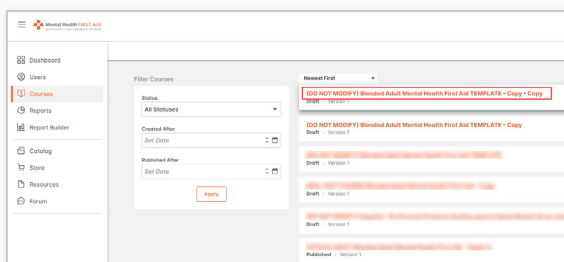 Mental Health FIRST AID
Dashboard
Users
Courses
Reports
Report Builder
Catalog
Store
Resources
Forum
Filter Courses
Status
All Statuses
Created After
Set Date
Published After
Set Date
Apply
Newest First
(DO NOT MODIFY) Blended Adult Mental Health First Aid TEMPLATE - Copy - Copy
Draft - Version 1
(DO NOT MODIFY) Blended Adult Mental Health First Aid TEMPLATE - Copy
Draft - Version 1
Draft - Version 1
Draft - Version 1
Draft - Version 1
Published - Version 1